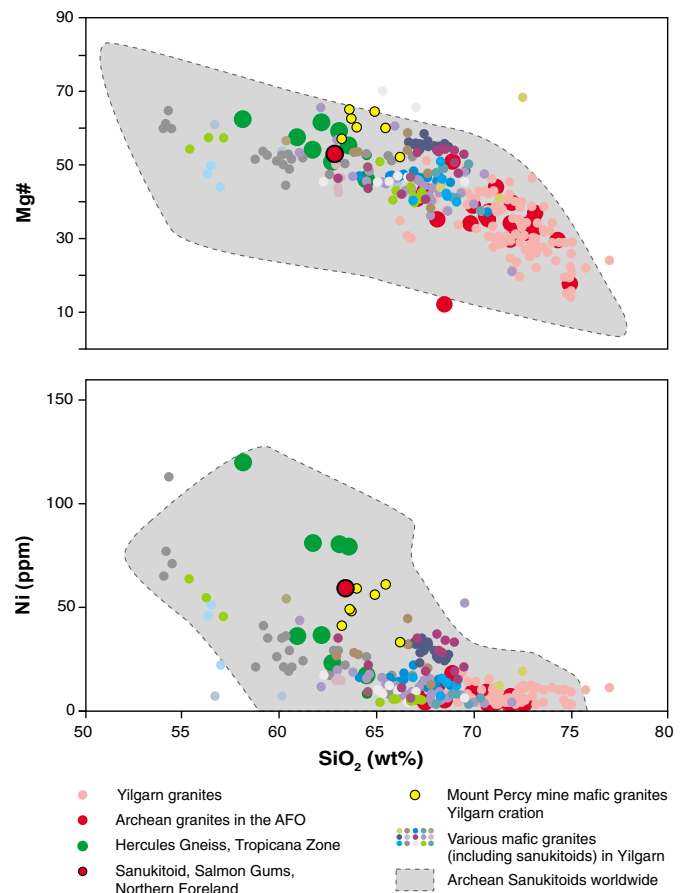 90
70
50
30
10
Mg#
150
100
50
0
Ni (ppm)
50
55
60
65
70
75
80
SiO₂ (wt%)
Yilgarn granites
Archean granites in the AFO
Hercules Gneiss, Tropicana Zone
Sanukitoid, Salmon Gums,
Northern Foreland
Mount Percy mine mafic granites
Yilgarn cration
Various mafic granites
(including sanukitoids) in Yilgarn
Archean Sanukitoids worldwide